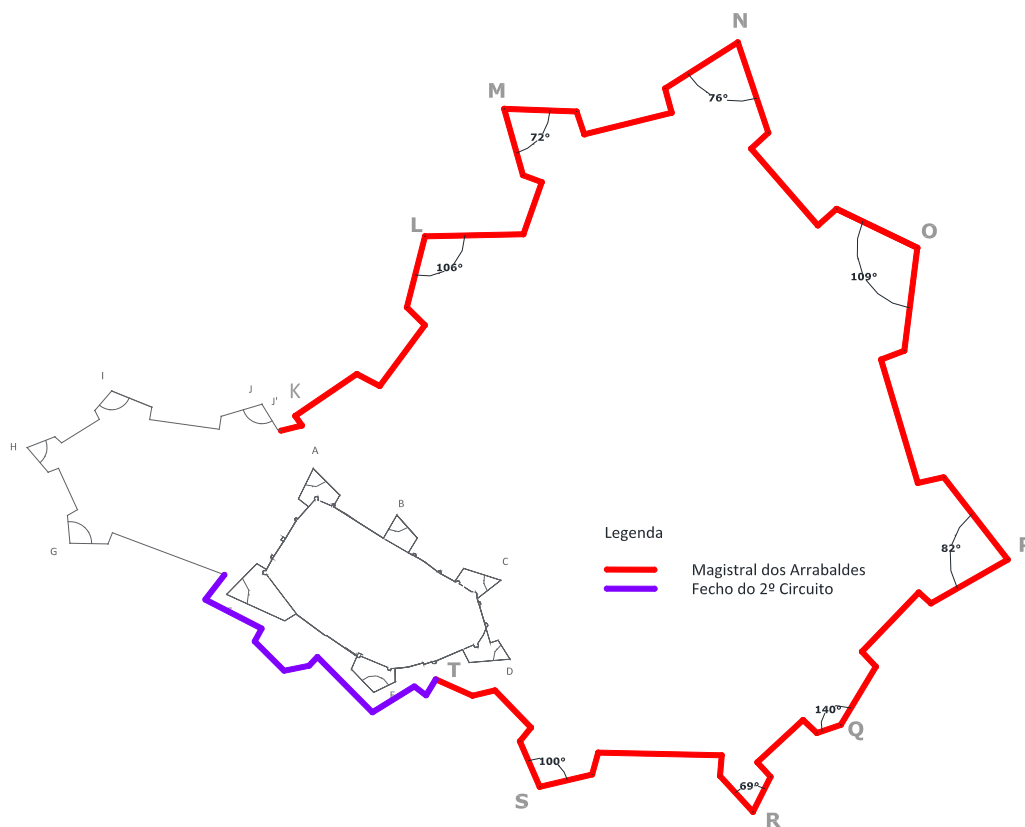 N
M
76°
72°
L
O
106°
109°
I
J
K
J'
H
A
B
G
Legenda
C
82°
Magistral dos Arrabaldes
Fecho do 2º Circuito
T
D
140°
Q
100°
69°
S
R